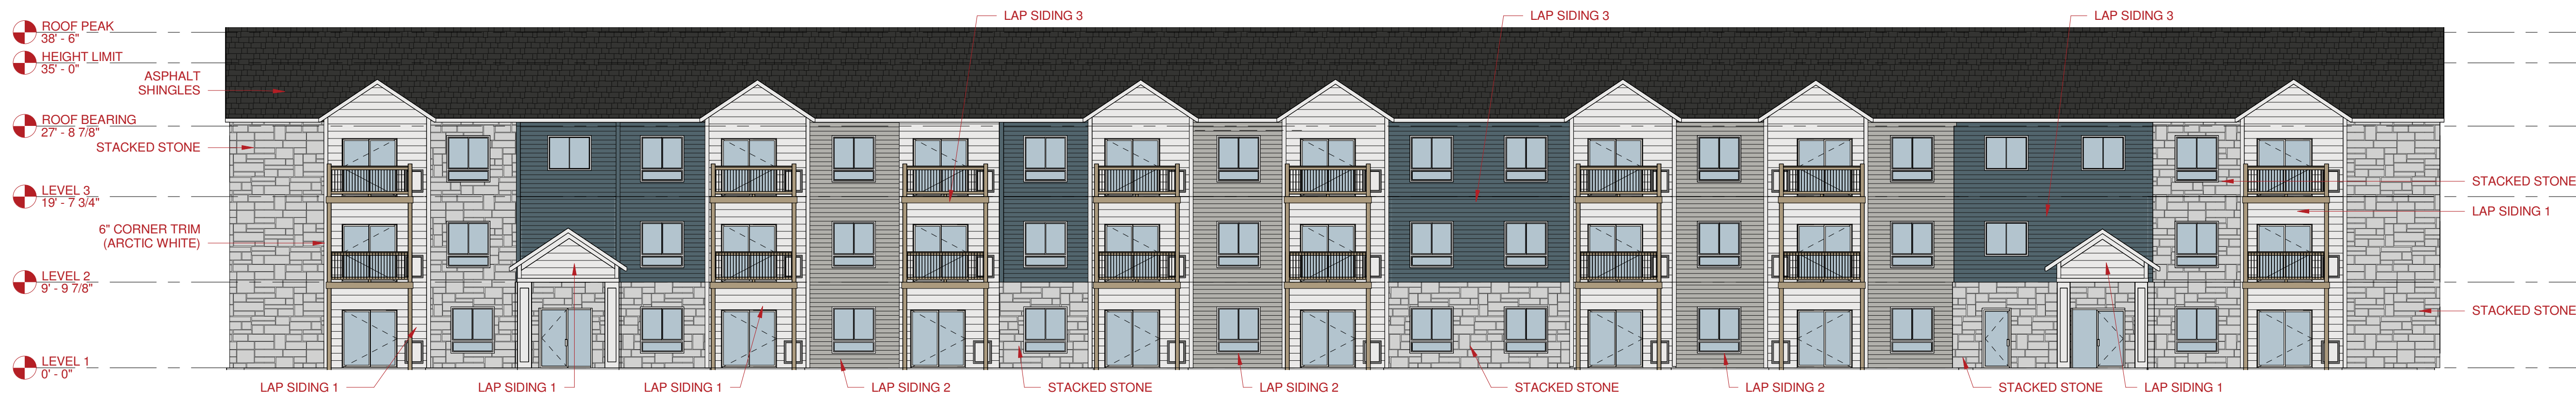 LAP SIDING 3
LAP SIDING 3
LAP SIDING 3
ROOF PEAK
38' - 6"
HEIGHT LIMIT
35' - 0"
ASPHALT
SHINGLES
ROOF BEARING
27' - 8 7/8"
STACKED STONE
LEVEL 3
19' - 7 3/4"
6" CORNER TRIM
(ARCTIC WHITE)
LEVEL 2
9' - 9 7/8"
LEVEL 1
0' - 0"
STACKED STONE
LAP SIDING 1
STACKED STONE
LAP SIDING 1
LAP SIDING 1
LAP SIDING 1
LAP SIDING 2
STACKED STONE
LAP SIDING 2
STACKED STONE
LAP SIDING 2
STACKED STONE
LAP SIDING 1